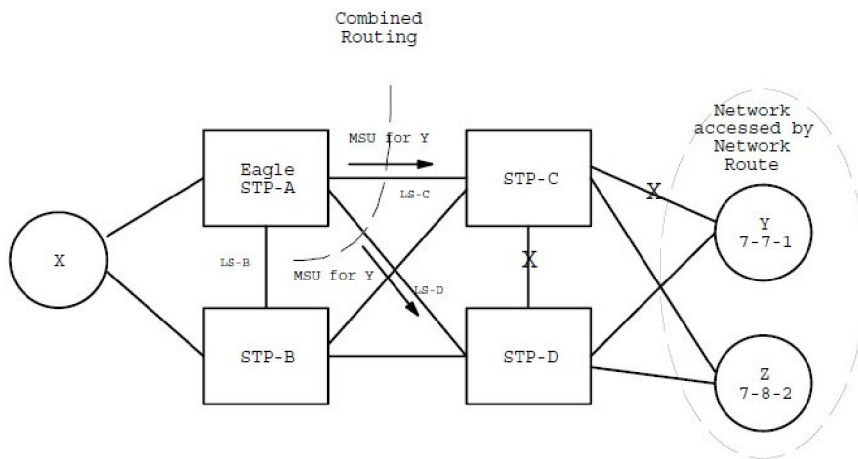 Combined
Routing
MSU for Y
Network
accessed by
Network
Route
Eagle
STP-A
LS-C
STP-C
X
Y
7-7-1
X
LS-B
MSU for Y
X
LS-D
STP-B
STP-D
Z
7-8-2